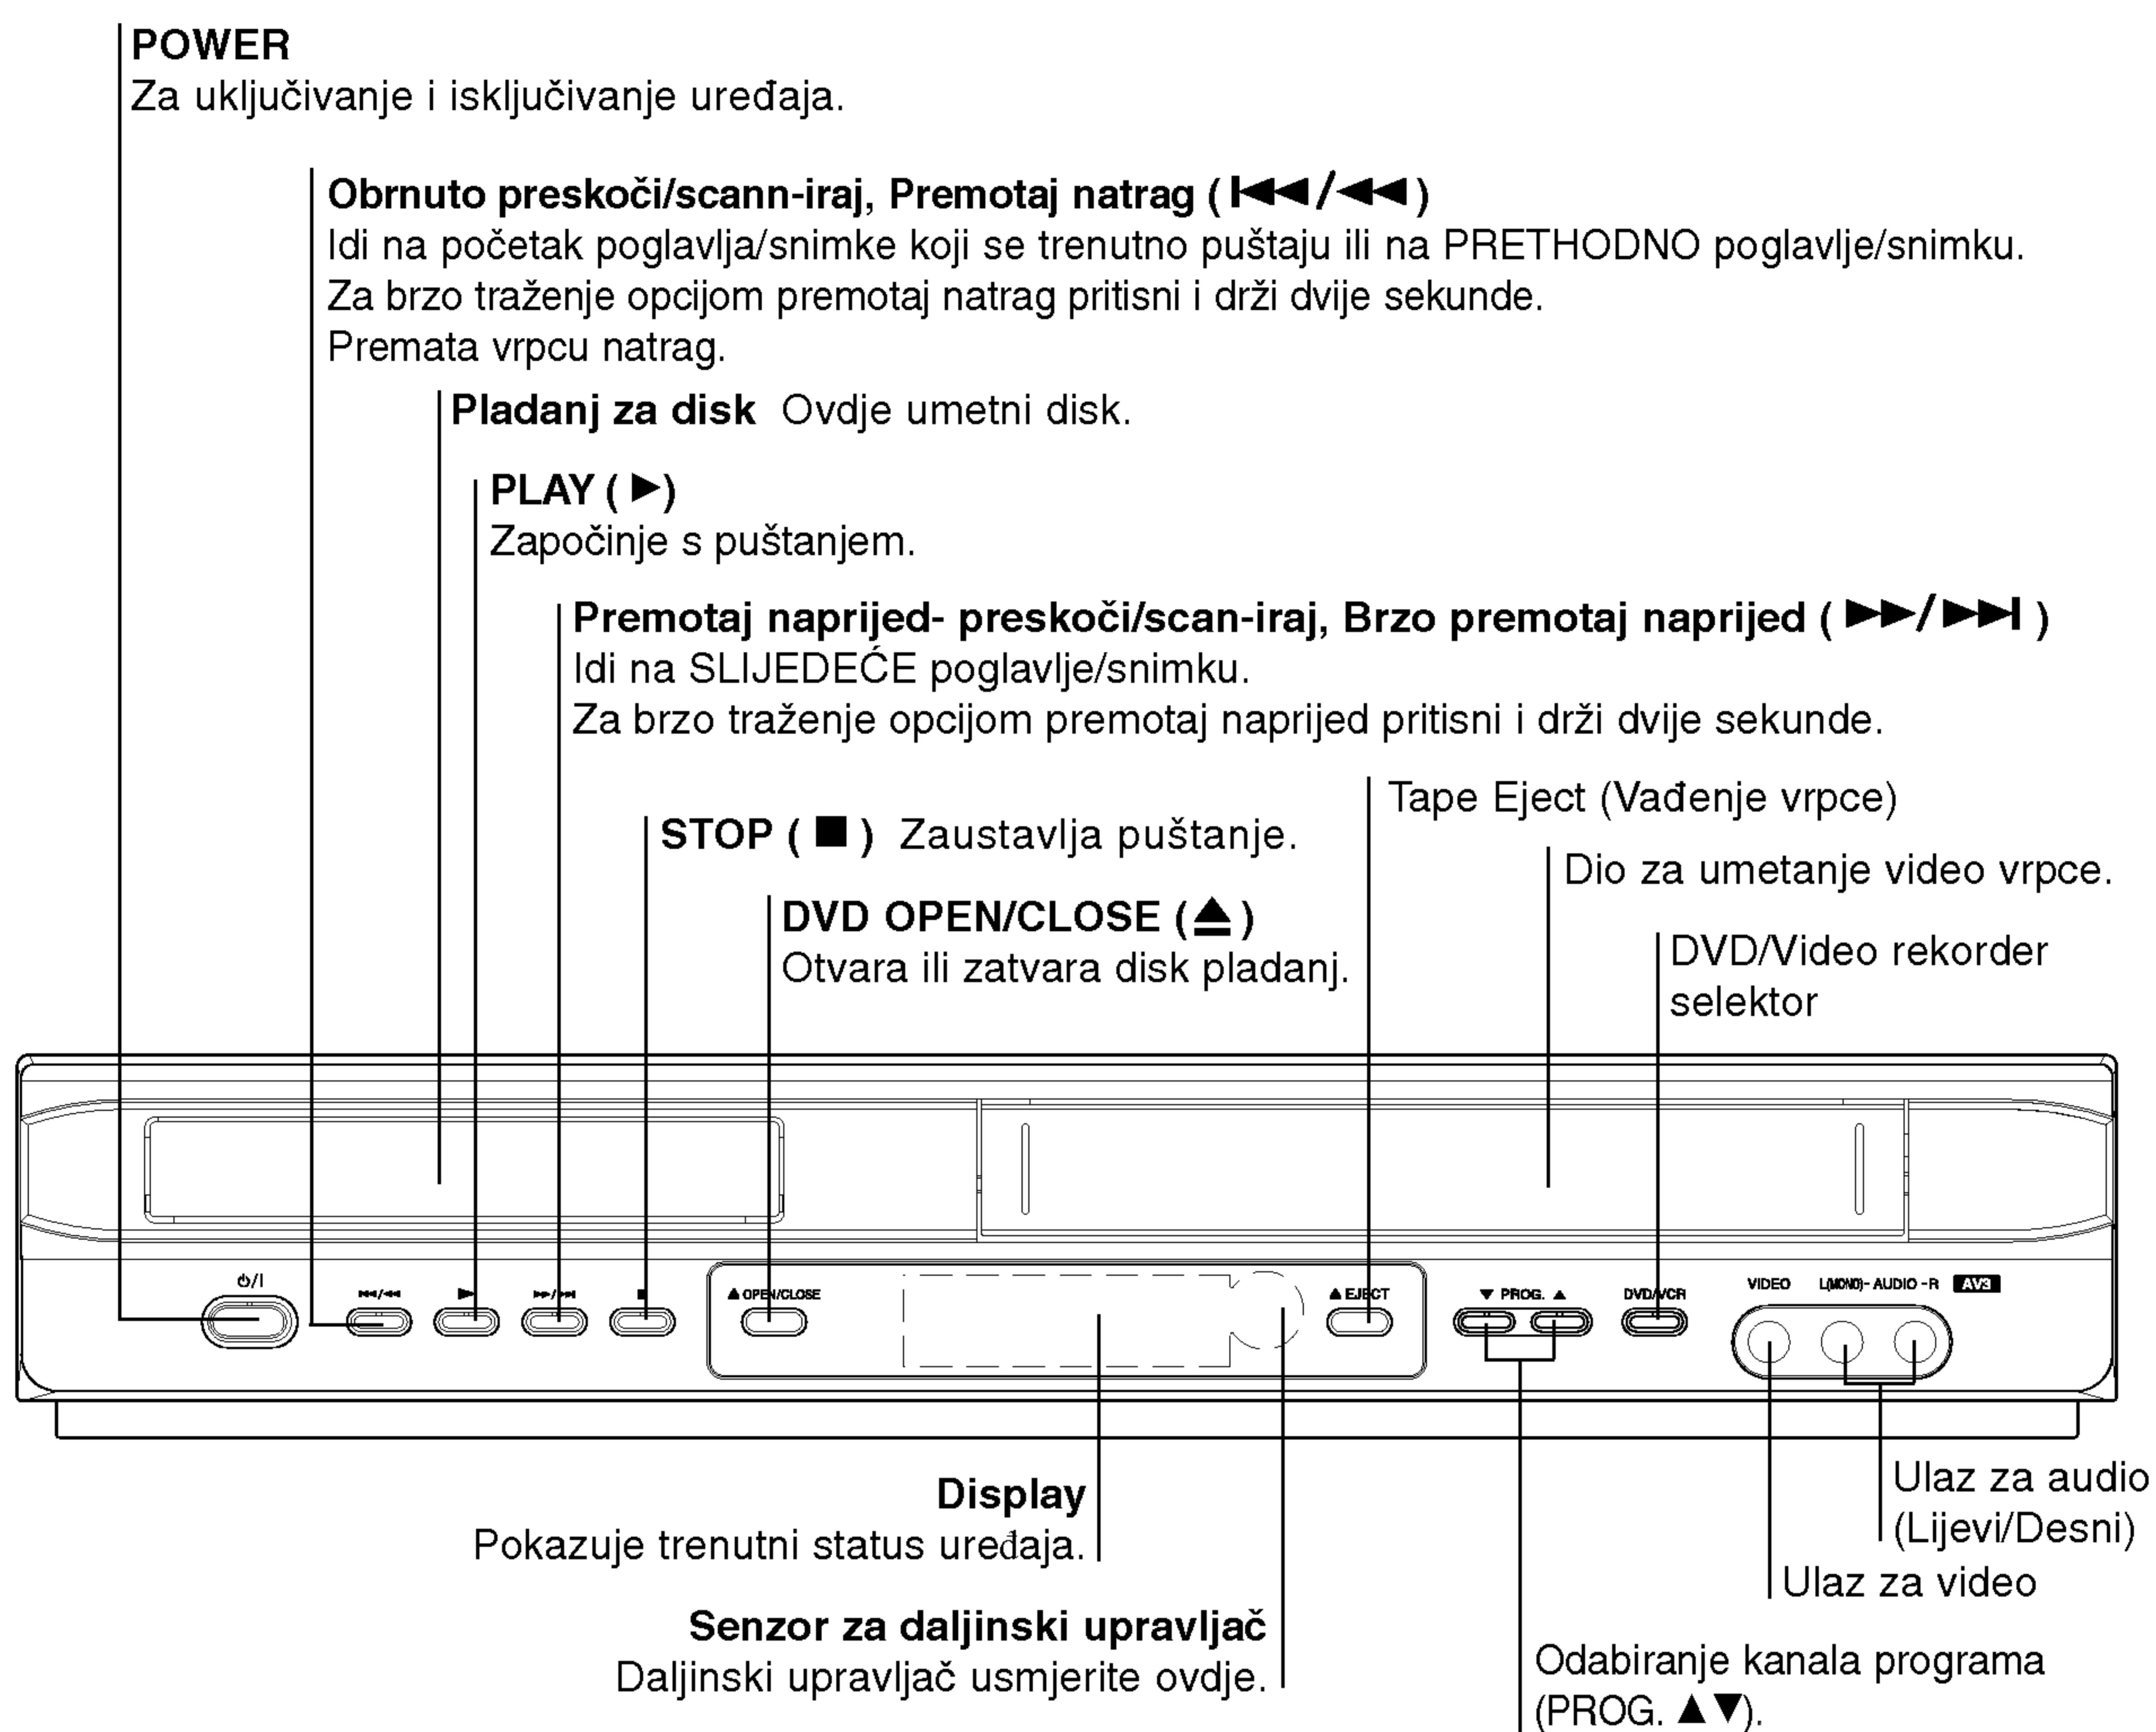 POWER
Za uključivanje i isključivanje uređaja.
Obrnuto preskoči/scann-iraj, Premotaj natrag (⏮/◀◀)
Idi na početak poglavlja/snimke koji se trenutno puštaju ili na PRETHODNO poglavlje/snimku.
Za brzo traženje opcijom premotaj natrag pritisni i drži dvije sekunde.
Premata vrpcu natrag.
Pladanj za disk Ovdje umetni disk.
PLAY (▶)
Započinje s puštanjem.
Premotaj naprijed- preskoči/scan-iraj, Brzo premotaj naprijed (▶▶/⏭)
Idi na SLIJEDEĆE poglavlje/snimku.
Za brzo traženje opcijom premotaj naprijed pritisni i drži dvije sekunde.
Tape Eject (Vađenje vrpce)
STOP (■) Zaustavlja puštanje.
Dio za umetanje video vrpce.
DVD OPEN/CLOSE (⏏)
Otvara ili zatvara disk pladanj.
DVD/Video rekorder
selektor
⏻/I
⏮/◀◀
▶
▶▶/⏭
■
▲ OPEN/CLOSE
▲ EJECT
▼ PROG. ▲
DVD/VCR
VIDEO
L(MONO)- AUDIO -R
AV3
Display
Pokazuje trenutni status uređaja.
Ulaz za audio
(Lijevi/Desni)
Ulaz za video
Senzor za daljinski upravljač
Daljinski upravljač usmjerite ovdje.
Odabiranje kanala programa
(PROG. ▲▼).